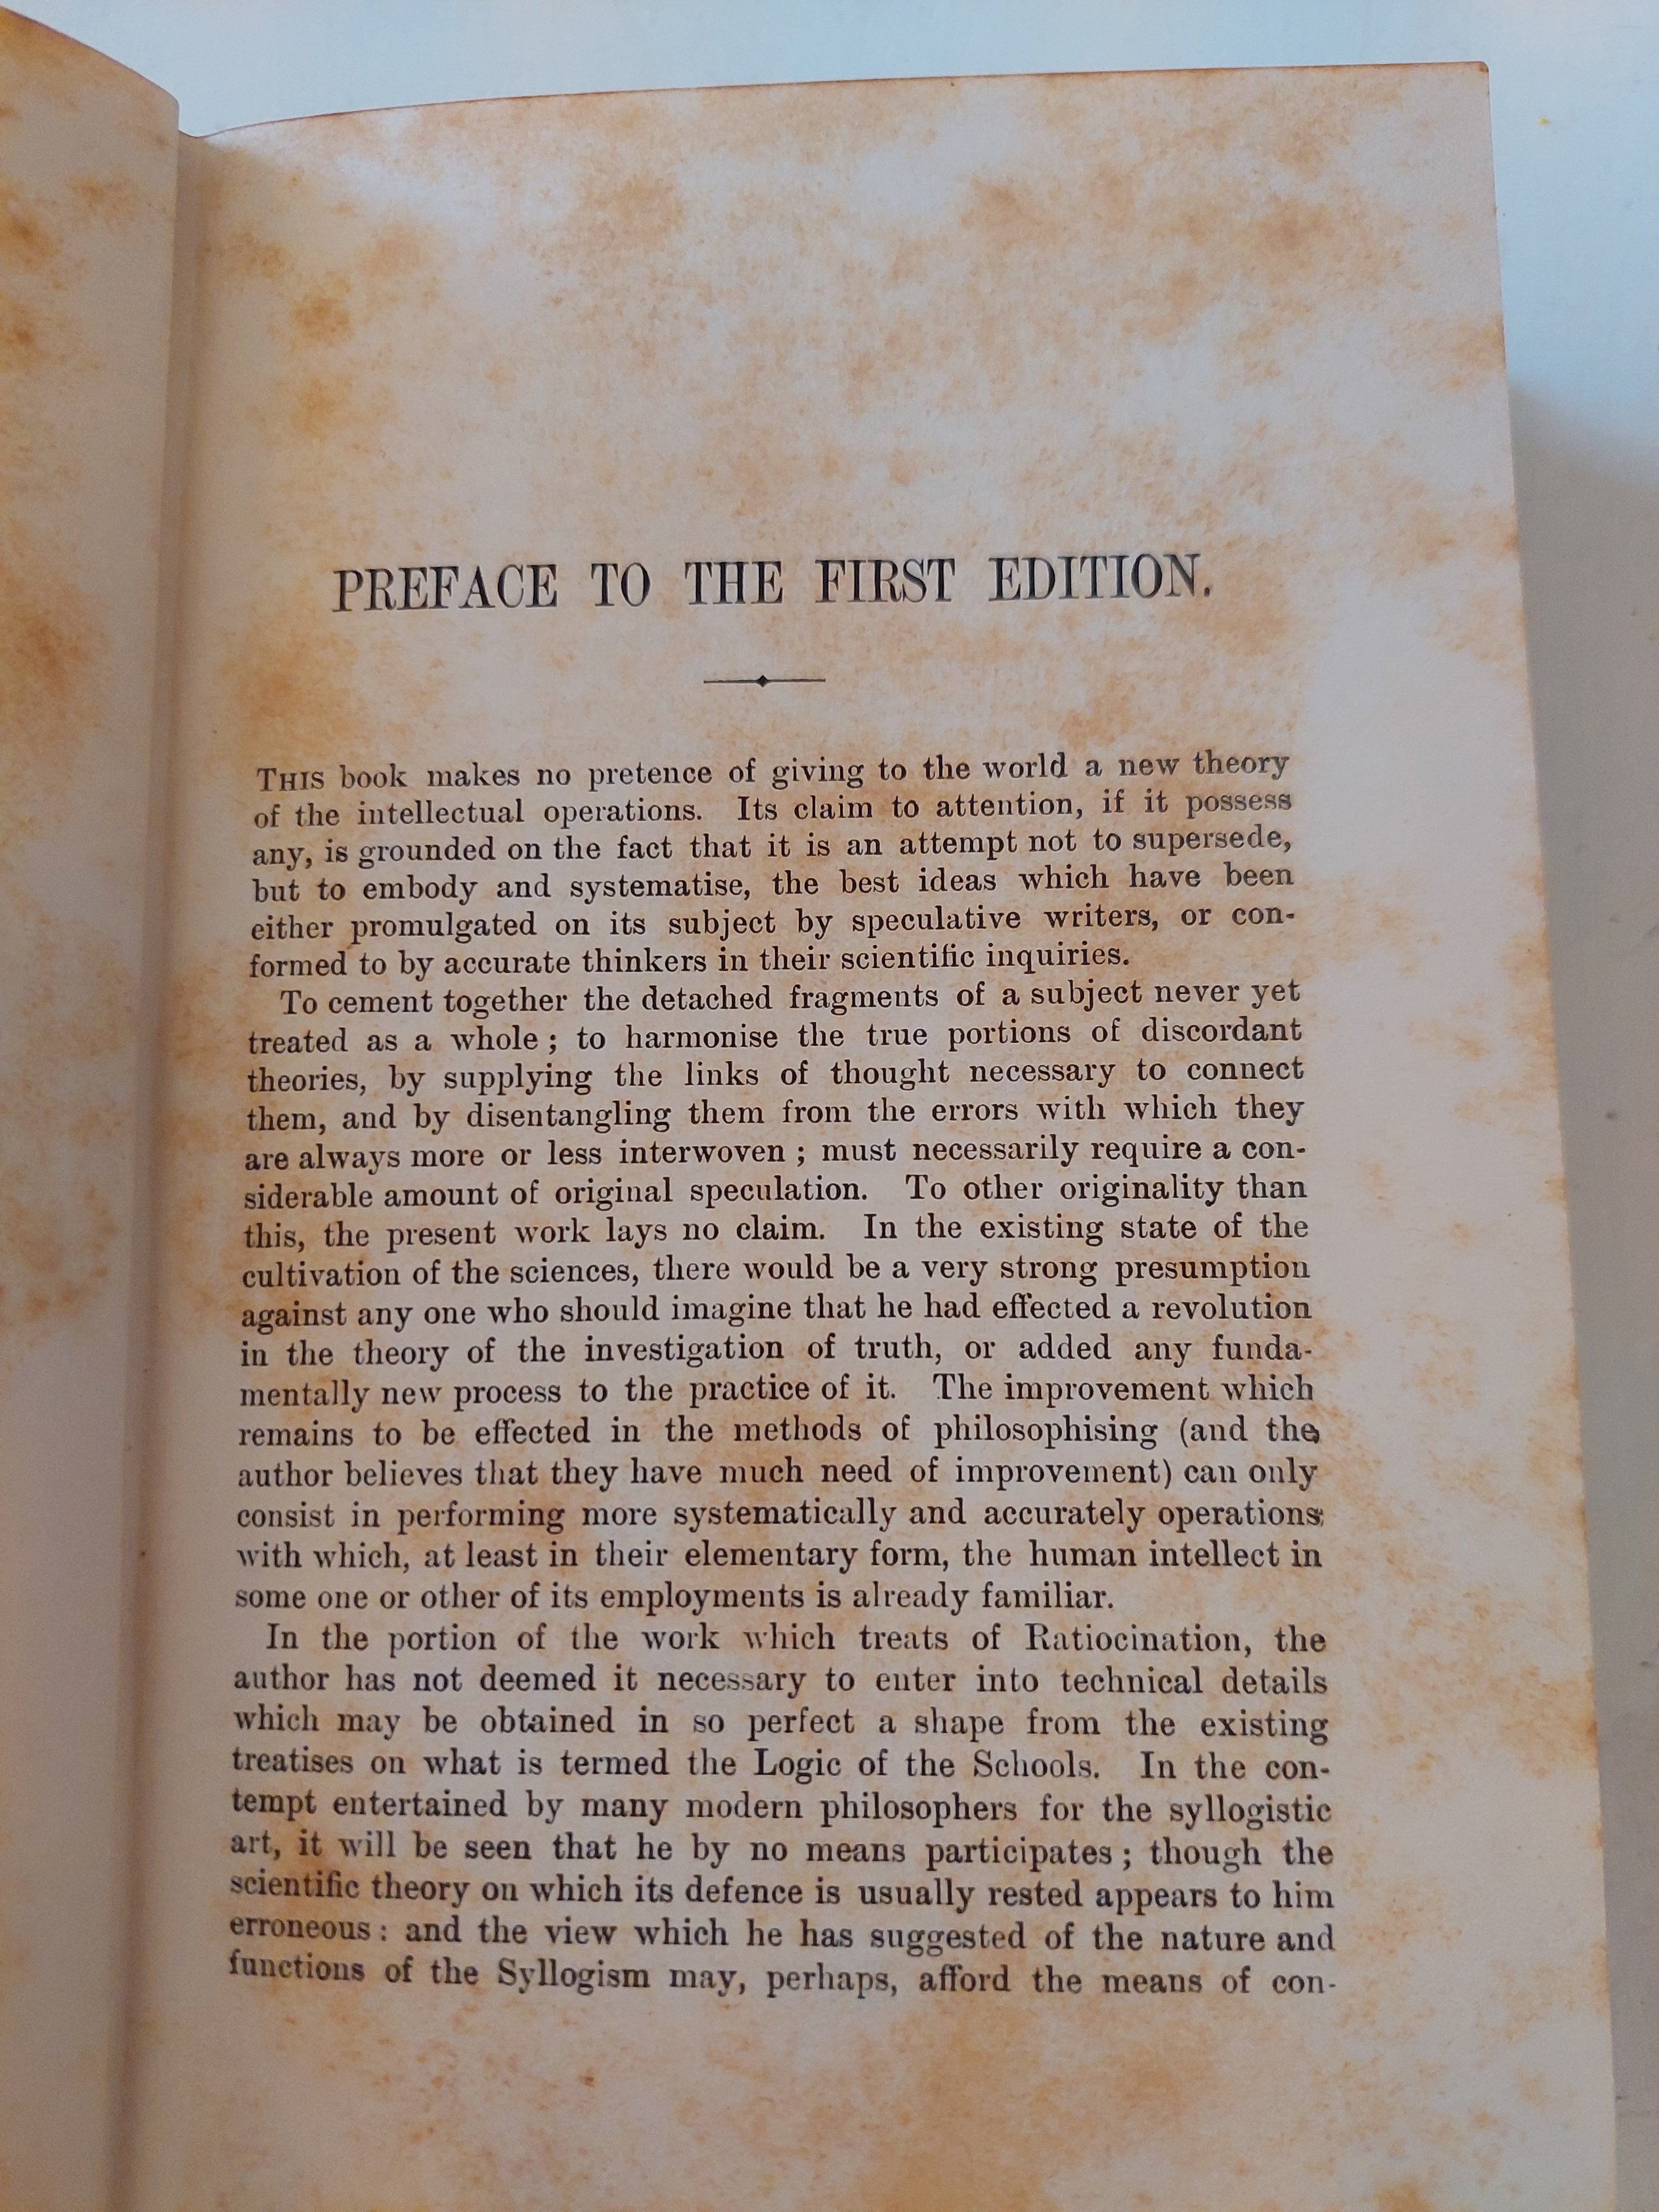 PREFACE TO THE FIRST EDITION.
THIS book makes no pretence of giving to the world a new theory
of the intellectual operations. Its claim to attention, if it possess
any, is grounded on the fact that it is an attempt not to supersede,
but to embody and systematise, the best ideas which have been
either promulgated on its subject by speculative writers, or con-
formed to by accurate thinkers in their scientific inquiries.
To cement together the detached fragments of a subject never yet
treated as a whole ; to harmonise the true portions of discordant
theories, by supplying the links of thought necessary to connect
them, and by disentangling them from the errors with which they
are always more or less interwoven ; must necessarily require a con-
siderable amount of original speculation. To other originality than
this, the present work lays no claim. In the existing state of the
cultivation of the sciences, there would be a very strong presumption
against any one who should imagine that he had effected a revolution
in the theory of the investigation of truth, or added any funda-
mentally new process to the practice of it. The improvement which
remains to be effected in the methods of philosophising (and the
author believes that they have much need of improvement) can only
consist in performing more systematically and accurately operations
with which, at least in their elementary form, the human intellect in
some one or other of its employments is already familiar.
In the portion of the work which treats of Ratiocination, the
author has not deemed it necessary to enter into technical details
which may be obtained in so perfect a shape from the existing
treatises on what is termed the Logic of the Schools. In the con-
tempt entertained by many modern philosophers for the syllogistic
art, it will be seen that he by no means participates ; though the
scientific theory on which its defence is usually rested appears to him
erroneous : and the view which he has suggested of the nature and
functions of the Syllogism may, perhaps, afford the means of con-